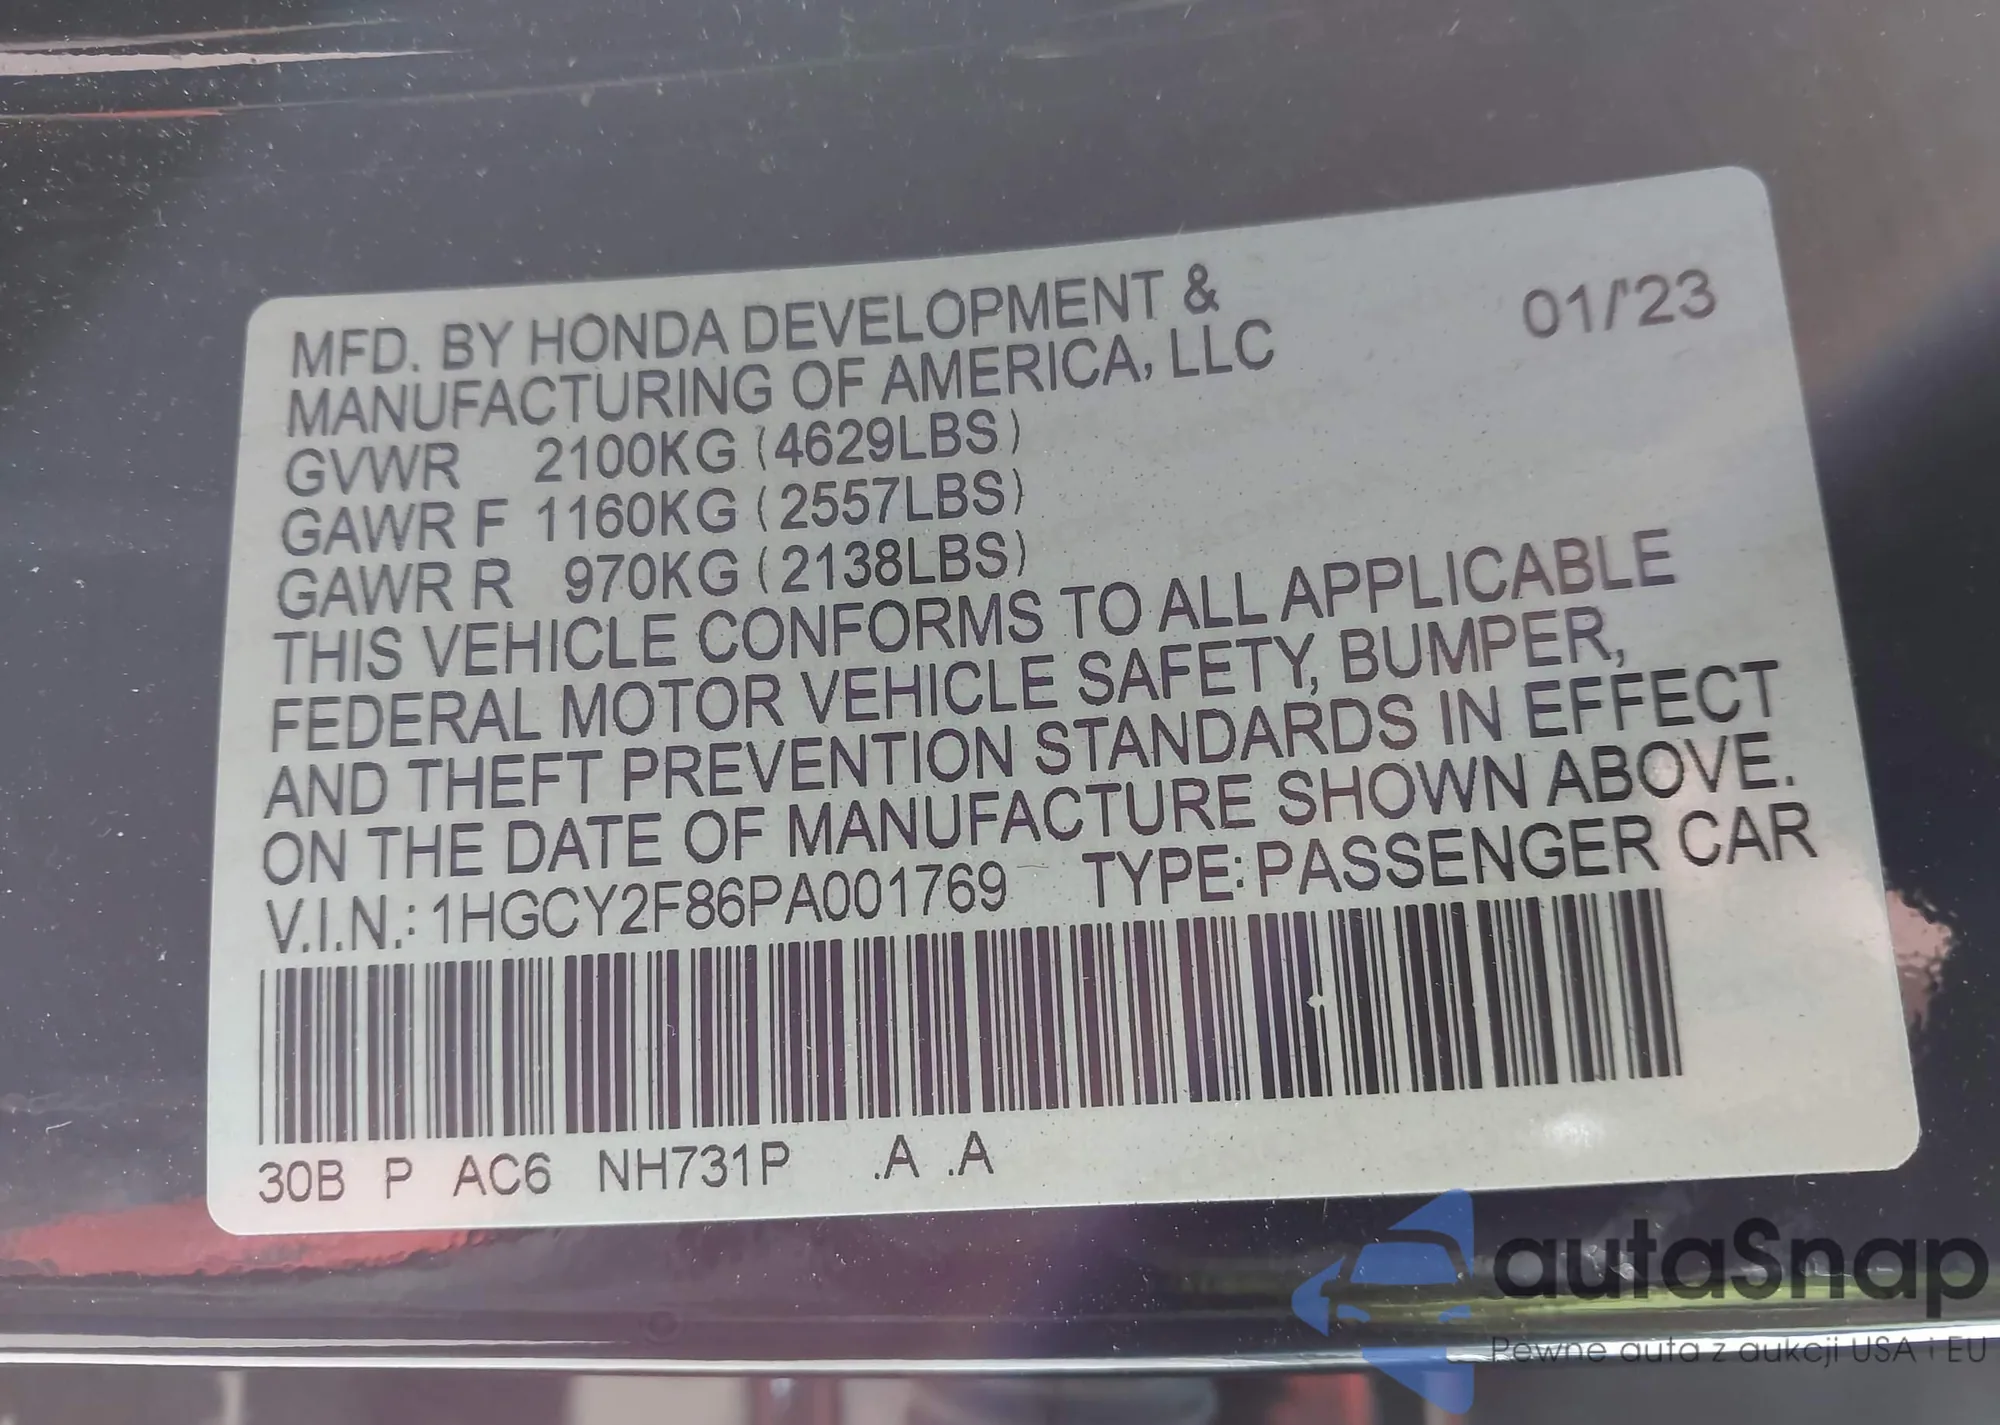 MFD. BY HONDA DEVELOPMENT &
MANUFACTURING OF AMERICA, LLC
01/'23
GVWR 2100KG (4629LBS)
GAWR F 1160KG (2557LBS)
GAWR R 970KG (2138LBS)
THIS VEHICLE CONFORMS TO ALL APPLICABLE
FEDERAL MOTOR VEHICLE SAFETY, BUMPER,
AND THEFT PREVENTION STANDARDS IN EFFECT
ON THE DATE OF MANUFACTURE SHOWN ABOVE.
V.I.N.: 1HGCY2F86PA001769 TYPE: PASSENGER CAR
30B P AC6 NH731P .A .A
autaSnap
Pewne auta z aukcji USA i EU